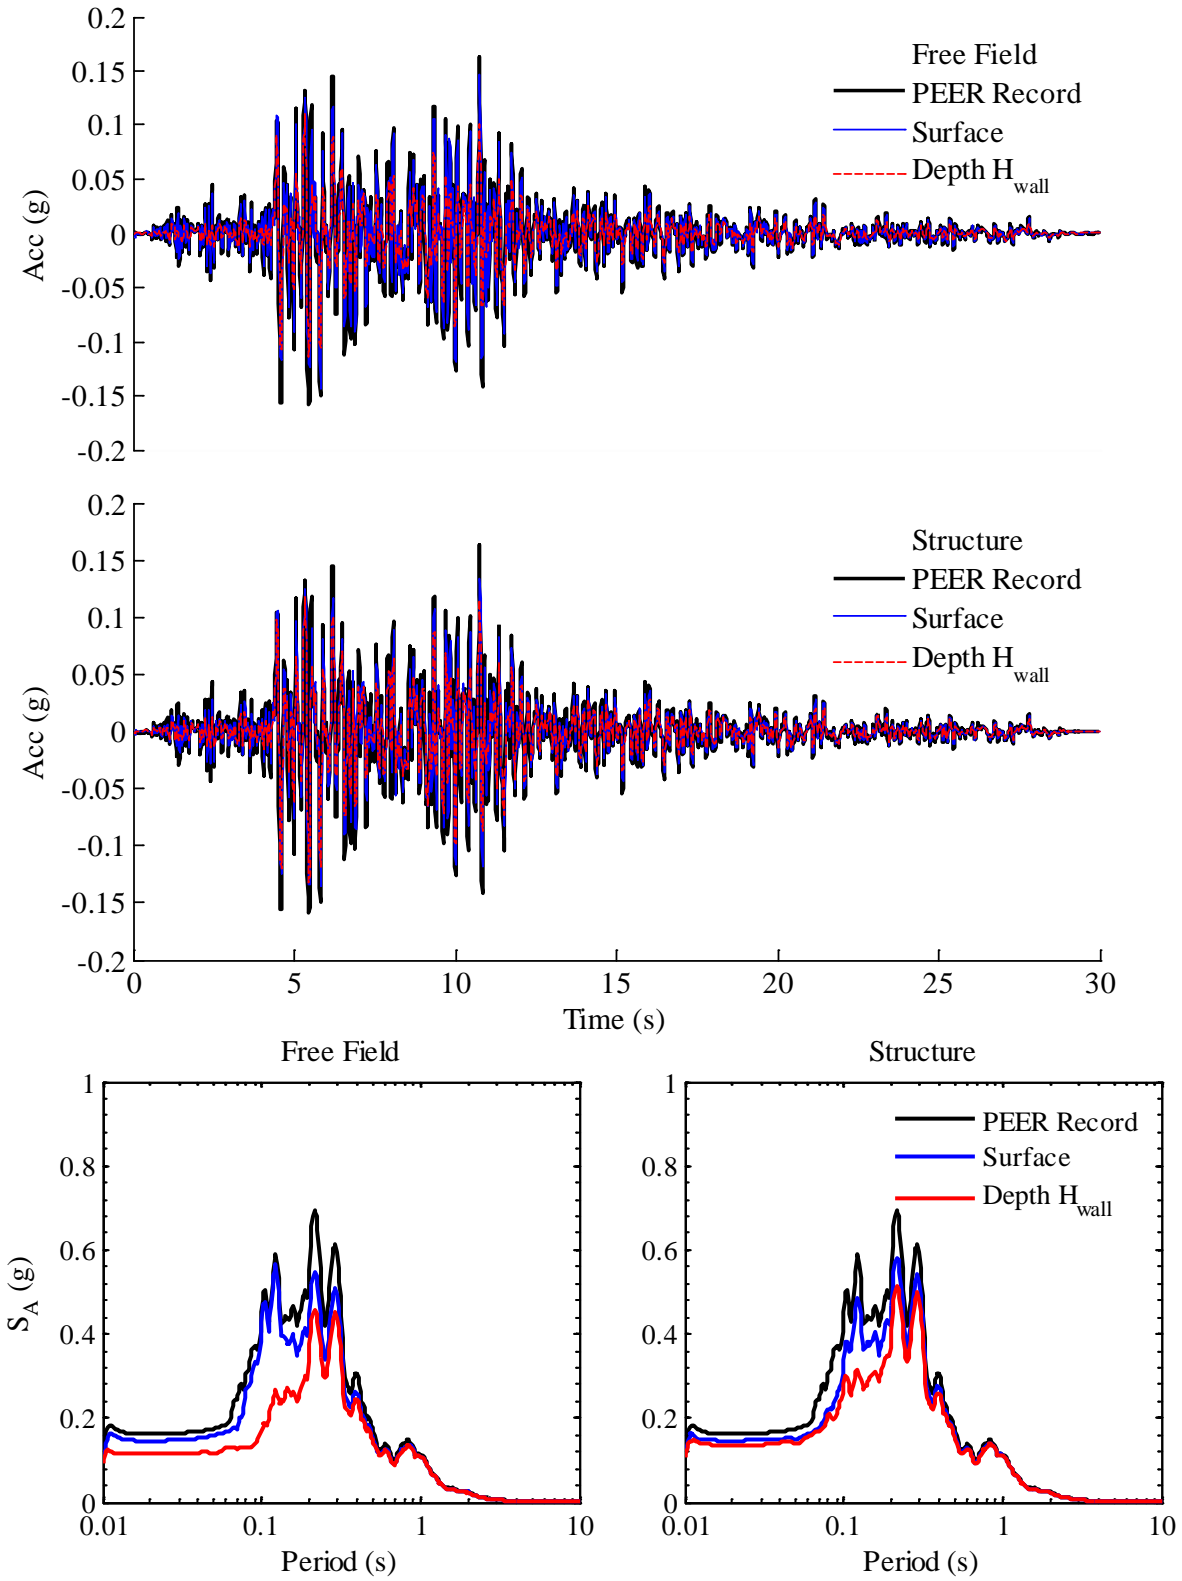 0.2
0.15
0.1
0.05
0
-0.05
-0.1
-0.15
-0.2
Acc (g)
Free Field
PEER Record
Surface
Depth H_wall
0.2
0.15
0.1
0.05
0
-0.05
-0.1
-0.15
-0.2
Acc (g)
Structure
PEER Record
Surface
Depth H_wall
0 5 10 15 20 25 30
Time (s)
Free Field
1
0.8
0.6
0.4
0.2
0
S_A (g)
0.01 0.1 1 10
Period (s)
Structure
1
0.8
0.6
0.4
0.2
0
PEER Record
Surface
Depth H_wall
0.01 0.1 1 10
Period (s)